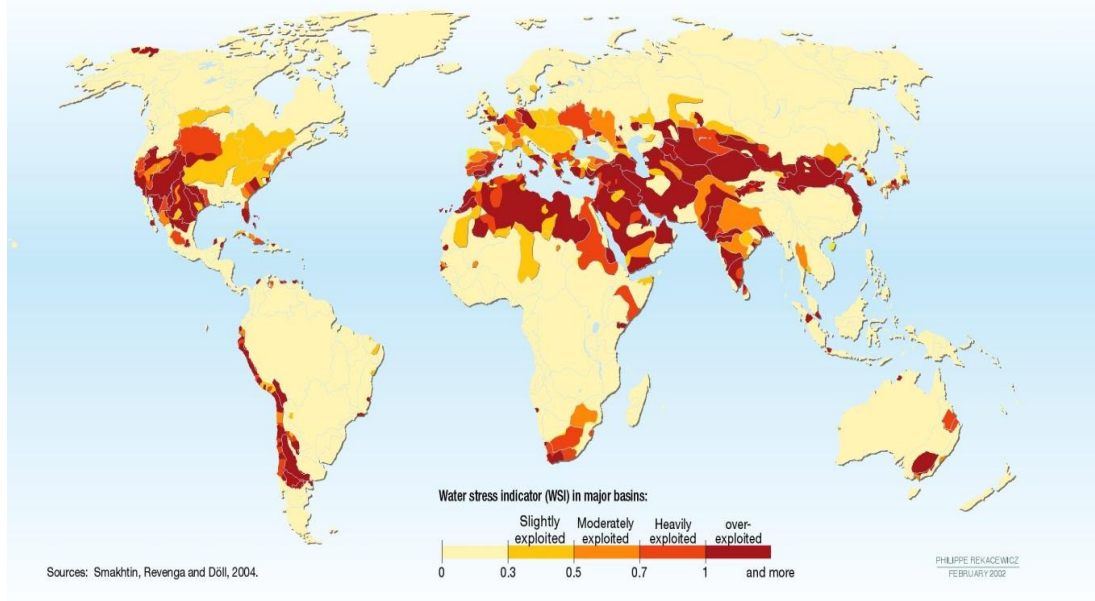 Water stress indicator (WSI) in major basins:
Slightly exploited
Moderately exploited
Heavily exploited
over- exploited
0 0.3 0.5 0.7 1 and more
Sources: Smakhtin, Revenga and Döll, 2004.
PHILIPPE REKACEWICZ
FEBRUARY 2002